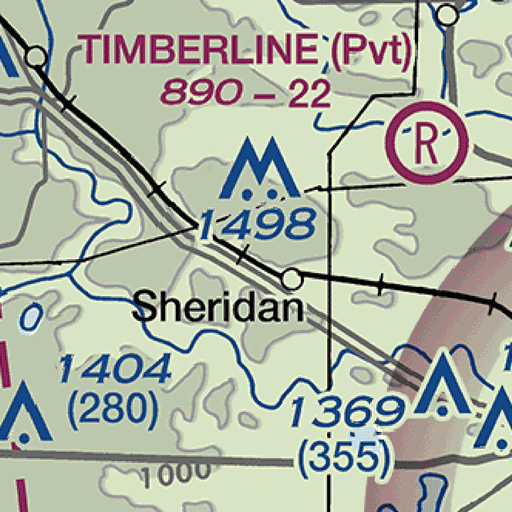 TIMBERLINE (Pvt)
890 – 22
R
1498
Sheridan
1404
(280)
1369
(355)
1000